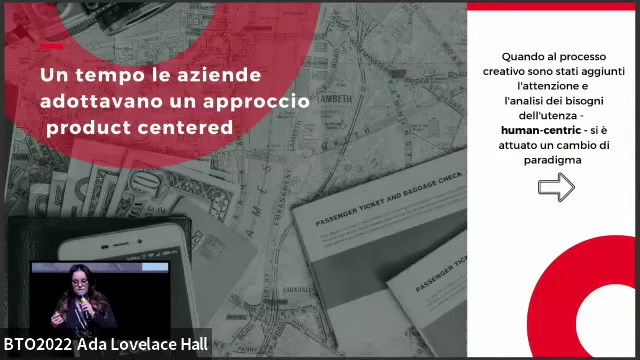 Un tempo le aziende
adottavano un approccio
product centered
Quando al processo
creativo sono stati aggiunti
l'attenzione e
l'analisi dei bisogni
dell'utenza -
human-centric - si è
attuato un cambio di
paradigma
LAMBETH
EMBANKMENT
VAUXHALL
PASSENGER TICKET AND BAGGAGE CHECK
PASSENGER TICKET
BTO2022 Ada Lovelace Hall